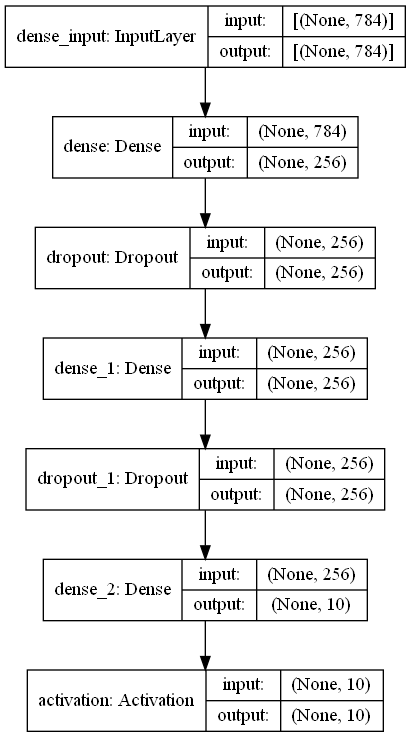 dense_input: InputLayer
input: [(None, 784)]
output: [(None, 784)]
dense: Dense
input: (None, 784)
output: (None, 256)
dropout: Dropout
input: (None, 256)
output: (None, 256)
dense_1: Dense
input: (None, 256)
output: (None, 256)
dropout_1: Dropout
input: (None, 256)
output: (None, 256)
dense_2: Dense
input: (None, 256)
output: (None, 10)
activation: Activation
input: (None, 10)
output: (None, 10)